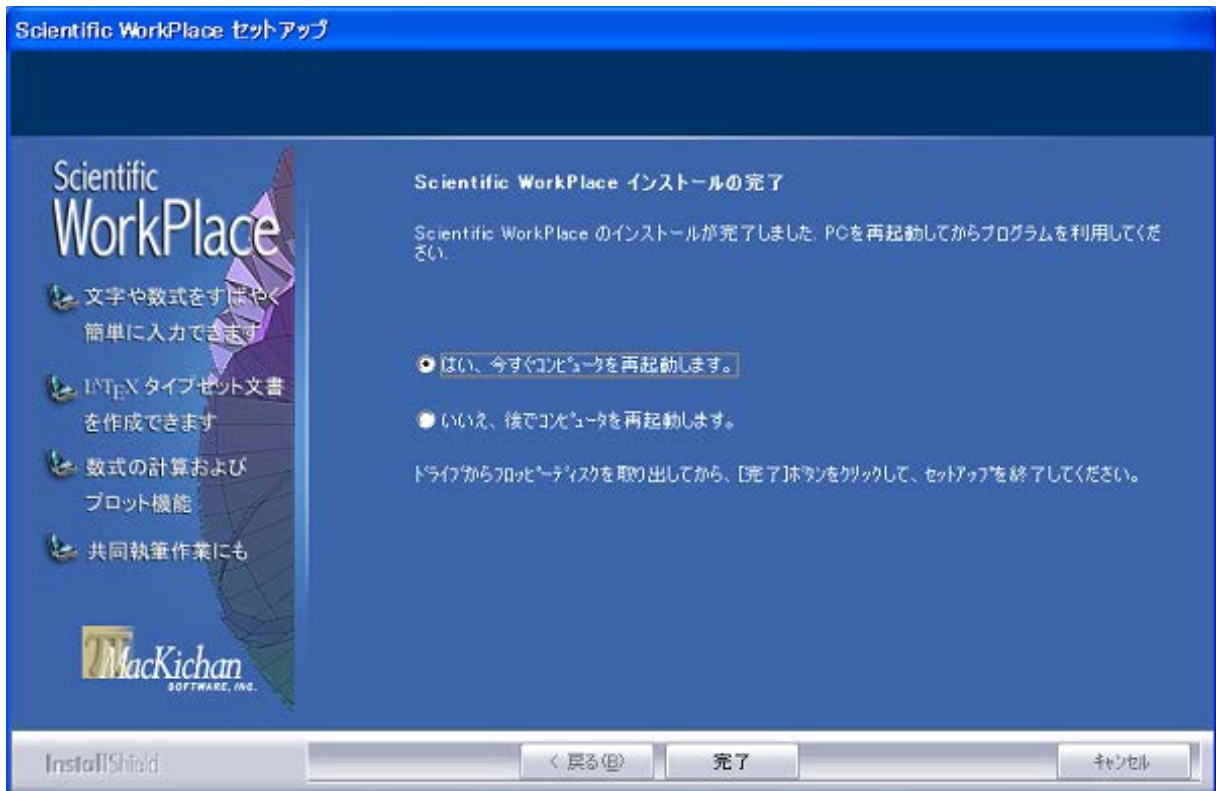 Scientific WorkPlace セットアップ
Scientific
WorkPlace
文字や数式をすばやく
簡単に入力できます
LATEX タイプセット文書
を作成できます
数式の計算および
プロット機能
共同執筆作業にも
MacKichan
SOFTWARE, INC.
Scientific WorkPlace インストールの完了
Scientific WorkPlace のインストールが完了しました. PCを再起動してからプログラムを利用してくだ
さい.
はい、今すぐコンピュータを再起動します。
いいえ、後でコンピュータを再起動します。
ドライブからフロッピーディスクを取り出してから、[完了]ボタンをクリックして、セットアップを終了してください。
InstallShield
< 戻る(B)
完了
キャンセル